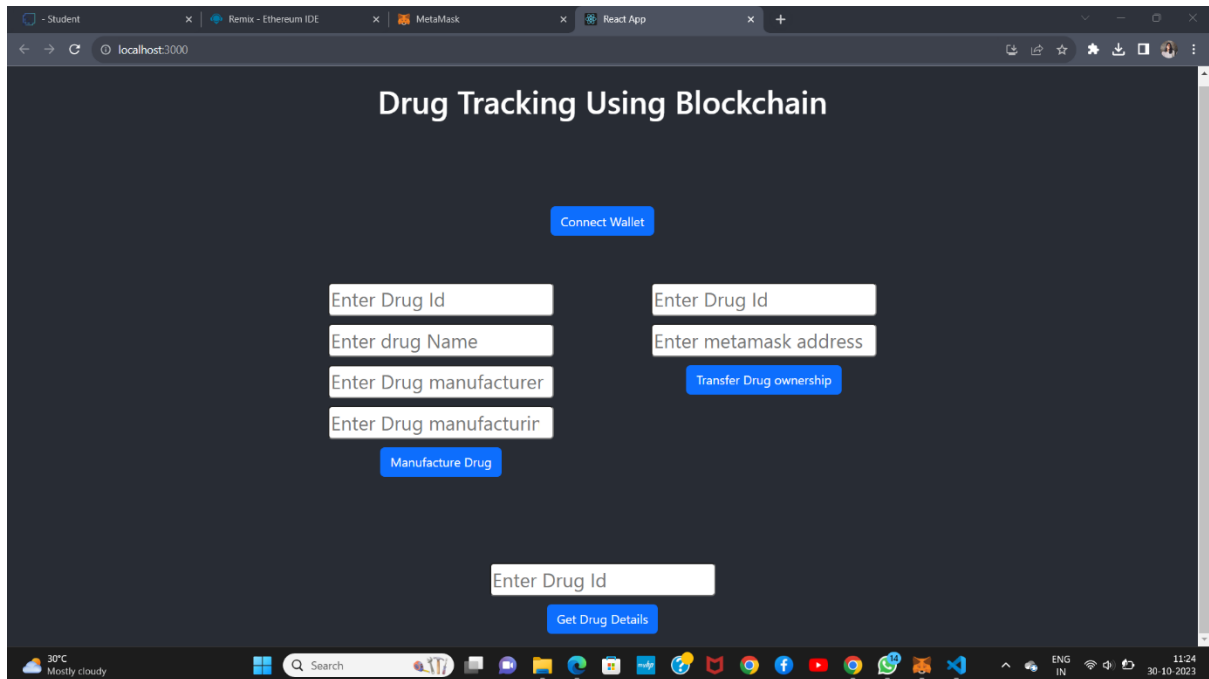 - Student
Remix - Ethereum IDE
MetaMask
React App
localhost:3000
Drug Tracking Using Blockchain
Connect Wallet
Enter Drug Id
Enter drug Name
Enter Drug manufacturer
Enter Drug manufacturin
Manufacture Drug
Enter Drug Id
Enter metamask address
Transfer Drug ownership
Enter Drug Id
Get Drug Details
30°C
Mostly cloudy
Search
14
ENG
IN
11:24
30-10-2023